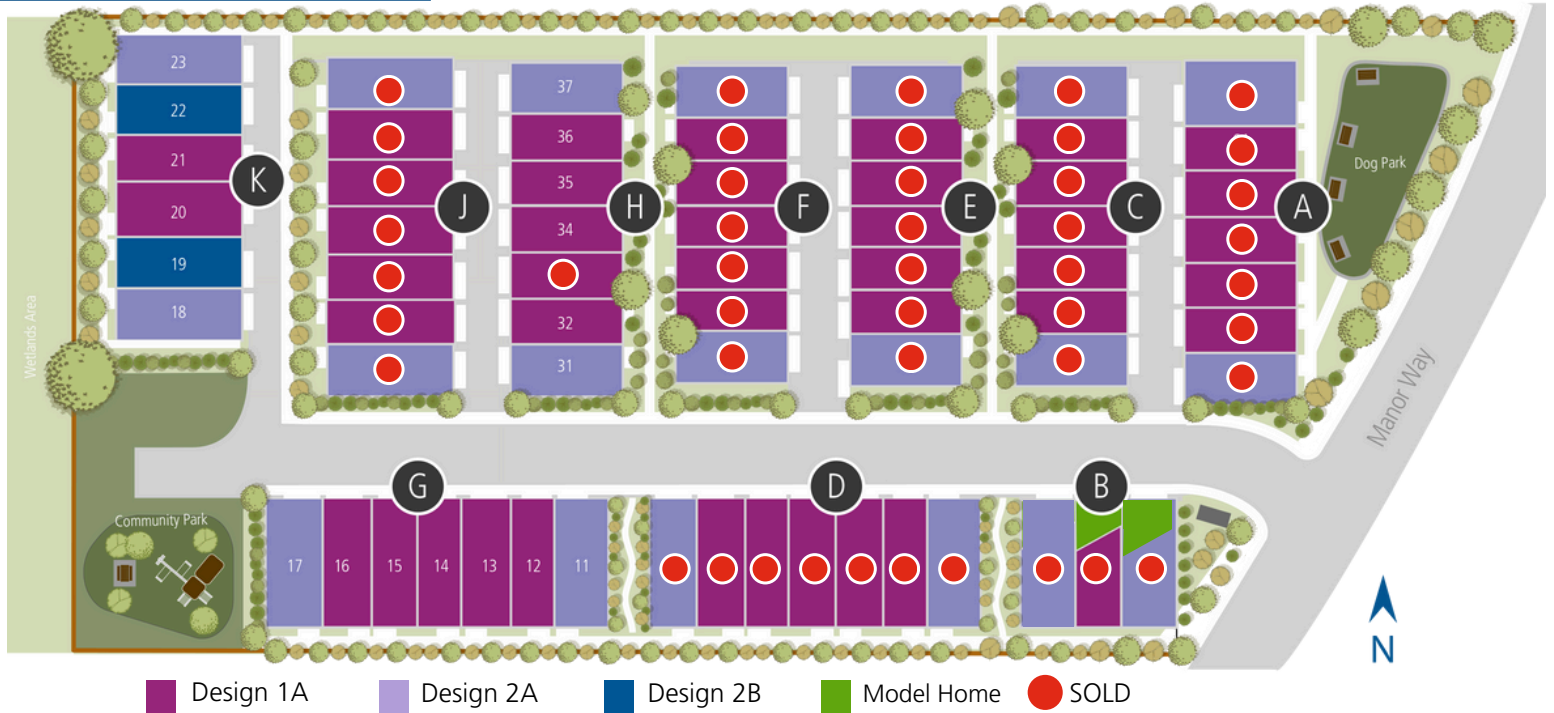 23
22
21
20
19
18
K
J
37
36
35
34
32
31
H
F
E
C
A
Dog Park
Wetlands Area
Manor Way
G
D
B
Community Park
17
16
15
14
13
12
11
N
Design 1A
Design 2A
Design 2B
Model Home
SOLD